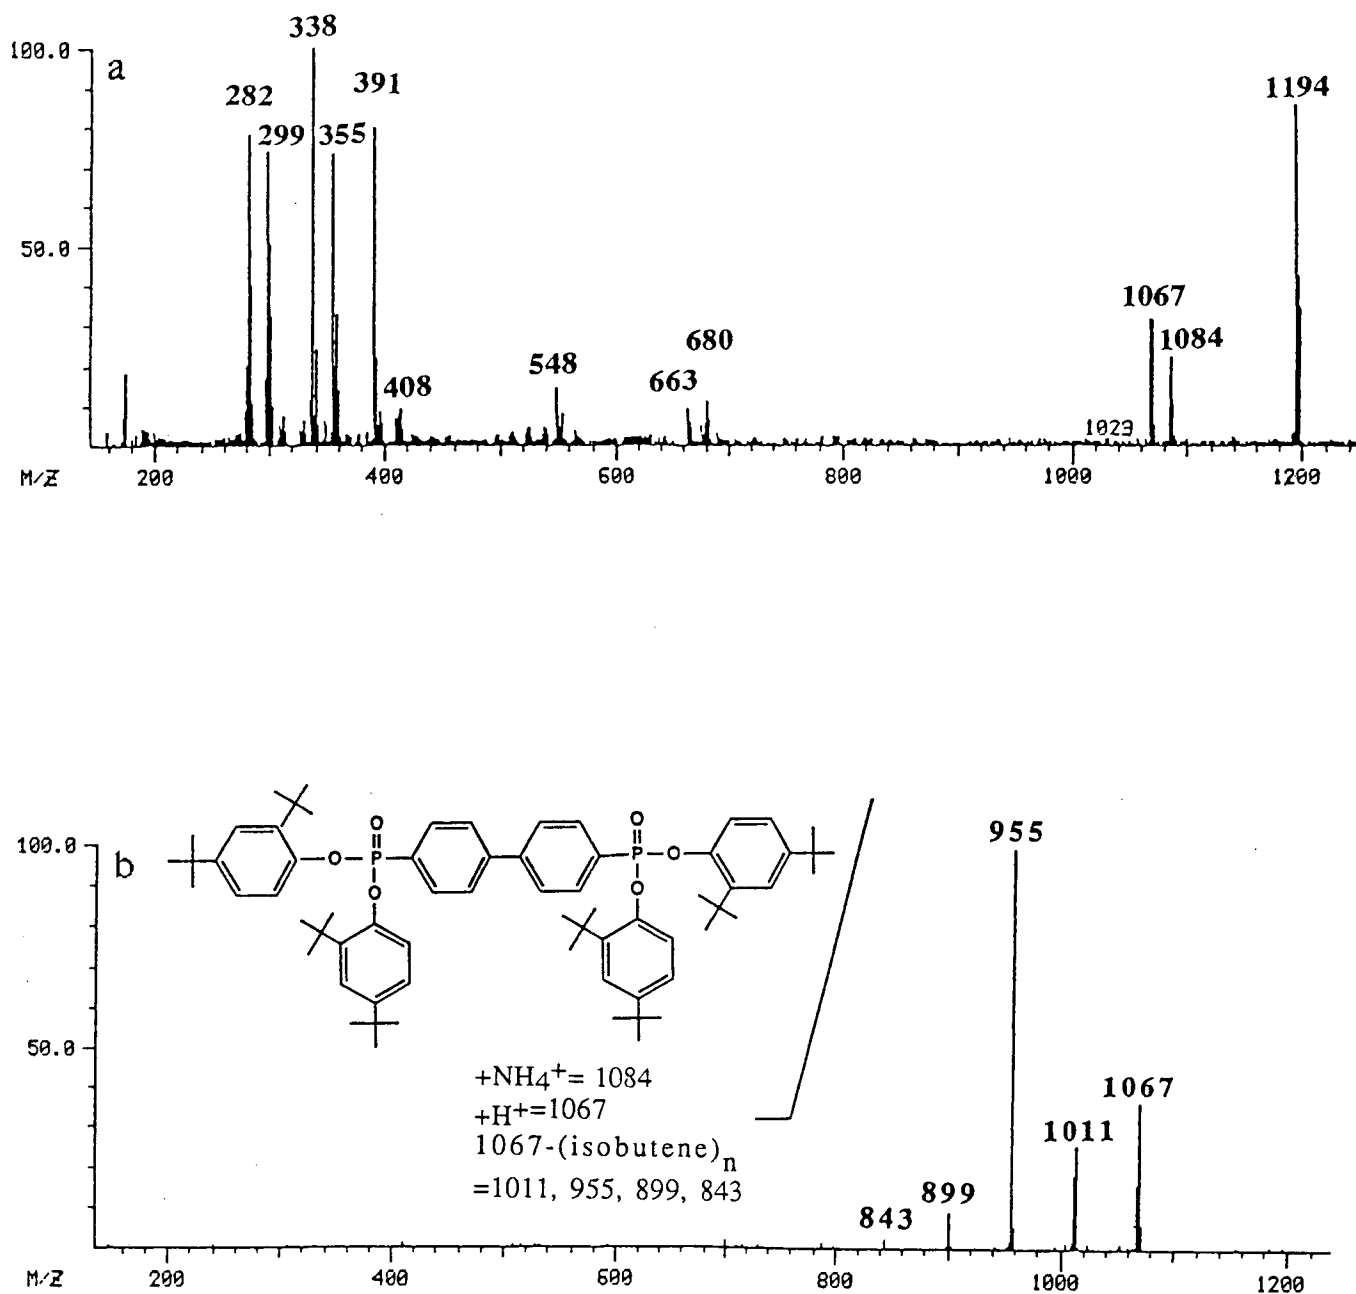 338
100.0
a
391
1194
282
299
355
50.0
1067
680
1084
548
408
663
1023
M/Z 200 400 600 800 1000 1200
O
O
955
100.0
b
O
P
P
O
O
O
50.0
+NH4+= 1084
1067
+H+=1067
1011
1067-(isobutene)n
=1011, 955, 899, 843
899
843
M/Z 200 400 600 800 1000 1200